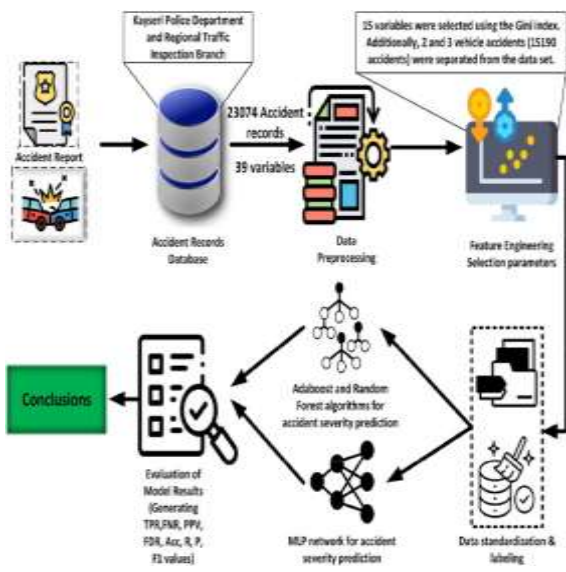 Kayseri Police Department
and Regional Traffic
Inspection Branch
15 variables were selected using the Gini index.
Additionally, 2 and 3 vehicle accidents (15190
accidents) were separated from the data set.
Accident Report
23074 Accident
records
39 variables
Accident Records
Database
Data
Preprocessing
Feature Engineering
Selection parameters
Conclusions
Evaluation of
Model Results
(Generating
TPR,FNR, PPV,
FDR, Acc, R, P,
F1 values)
Adaboost and Random
Forest algorithms for
accident severity prediction
MLP network for accident
severity prediction
Data standardisation &
labeling